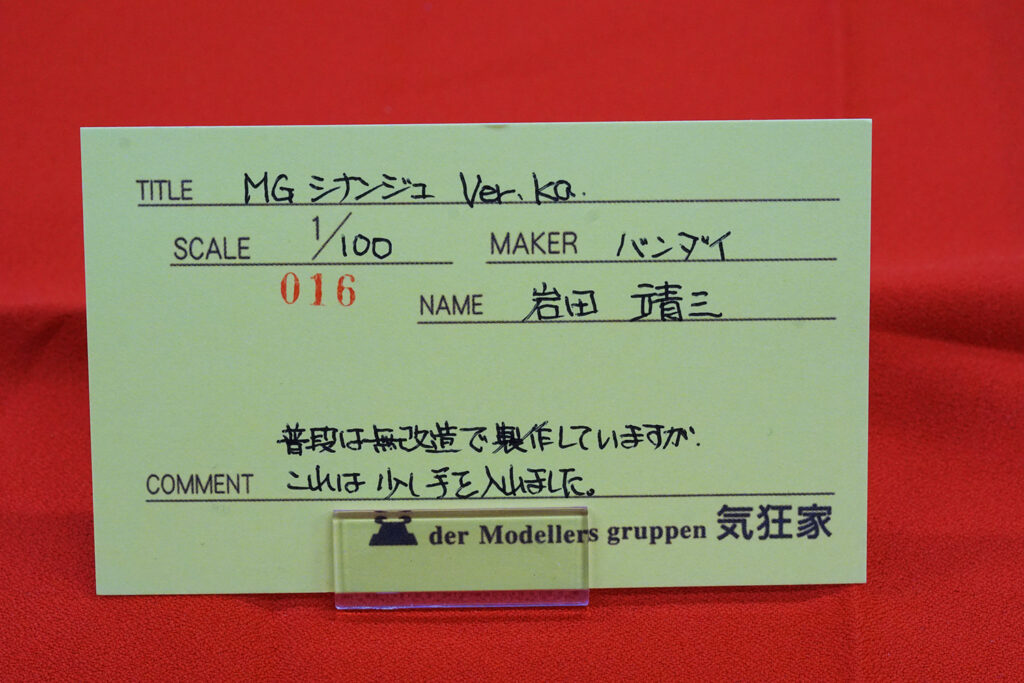 TITLE MG シナンジュ Ver.ka.
SCALE 1/100 MAKER バンダイ
016
NAME 岩田 靖三
普段は無改造で製作していますが.
COMMENT これは少し手を入れました。
der Modellers gruppen 気狂家